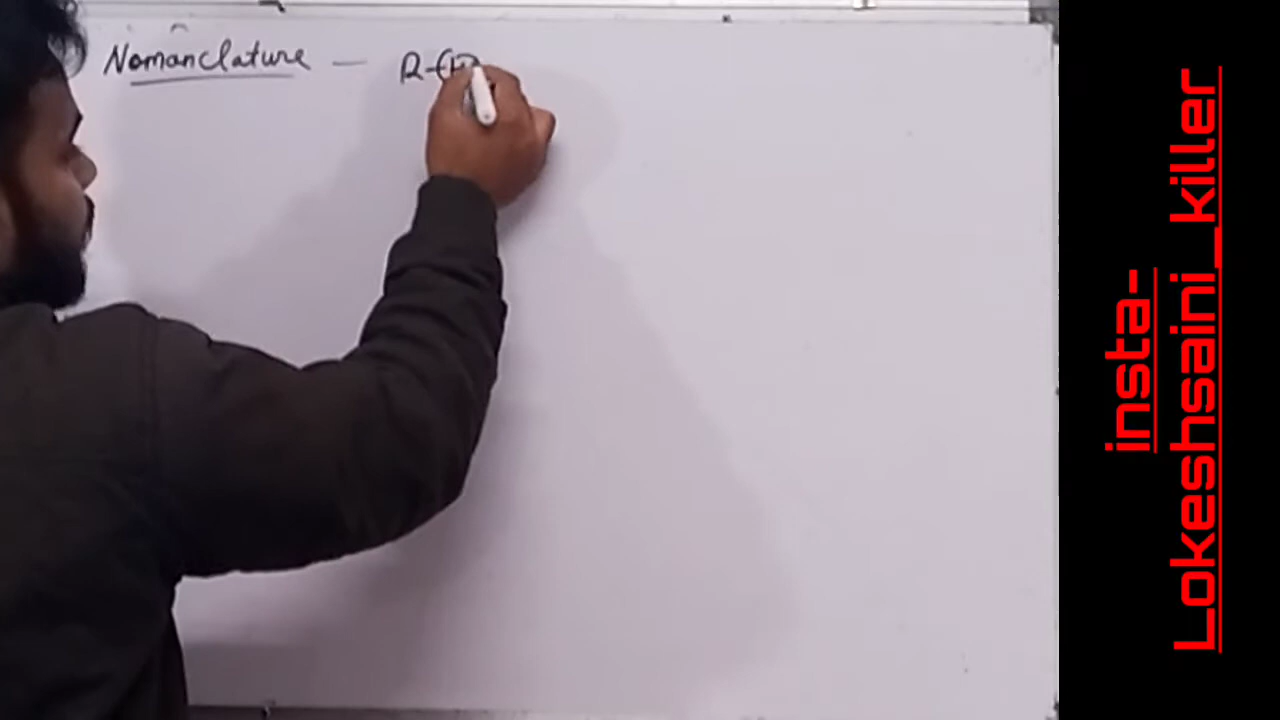 Nomanclature — R-(
insta-
Lokeshsaini_killer